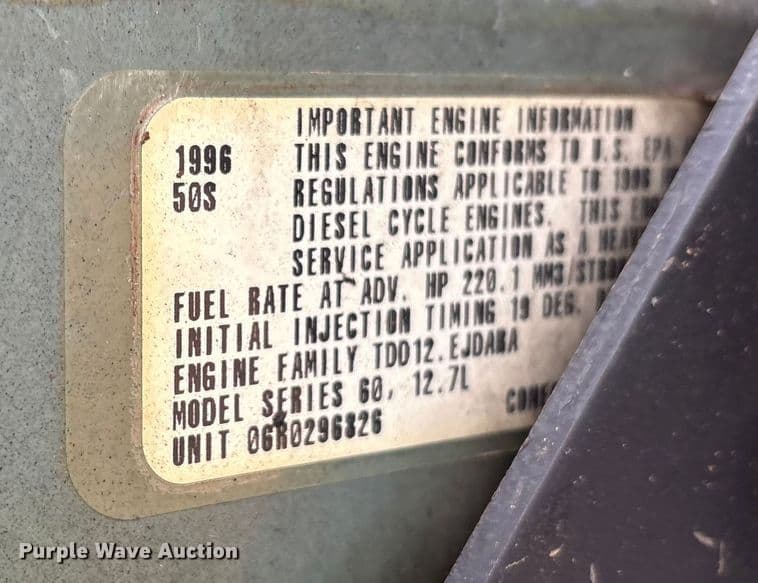 IMPORTANT ENGINE INFORMATION
1996 THIS ENGINE CONFORMS TO U.S. EPA
50S REGULATIONS APPLICABLE TO 1996
DIESEL CYCLE ENGINES. THIS
SERVICE APPLICATION AS A
FUEL RATE AT ADV. HP 220.1 MM3/
INITIAL INJECTION TIMING 19 DEG.
ENGINE FAMILY
MODEL SERIES 60, 12.7L
UNIT 06R0296826
Purple Wave Auction